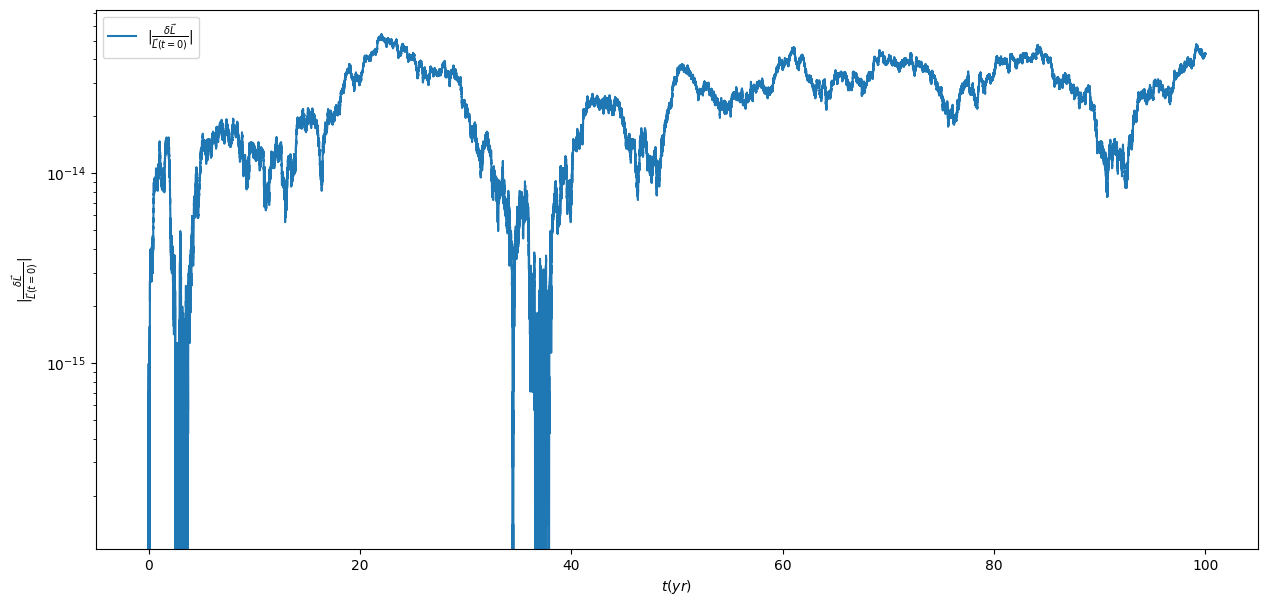 |δL⃗/L⃗(t=0)|
|δL⃗/L⃗(t=0)|
10⁻¹⁴
10⁻¹⁵
0 20 40 60 80 100
t(yr)